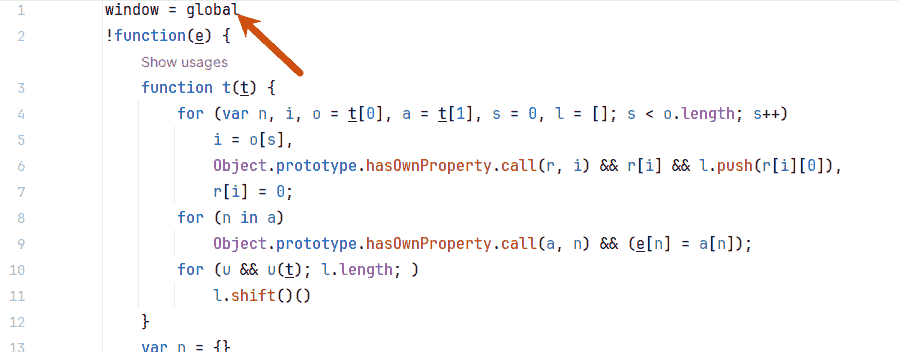 1 window = global
2 !function(e) {
Show usages
3 function t(t) {
4 for (var n, i, o = t[0], a = t[1], s = 0, l = []; s < o.length; s++)
5 i = o[s],
6 Object.prototype.hasOwnProperty.call(r, i) && r[i] && l.push(r[i][0]),
7 r[i] = 0;
8 for (n in a)
9 Object.prototype.hasOwnProperty.call(a, n) && (e[n] = a[n]);
10 for (u && u(t); l.length; )
11 l.shift()()
12 }
13 var n = {}